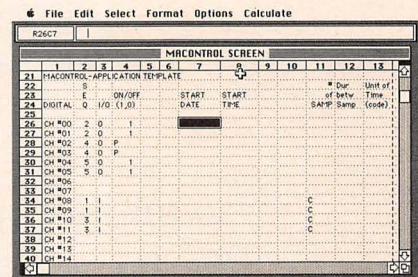 File Edit Select Format Options Calculate
R26C7
MACONTROL SCREEN
1 2 3 4 5 6 7 8 9 10 11 12 13
21 MACONTROL-APPLICATION TEMPLATE
22 S # Dur Unit of
23 E ON/OFF START START of betw Time
24 DIGITAL Q I/O (1,0) DATE TIME SAMP Samp (code)
25
26 CH #00 2 0 1
27 CH #01 2 0 1
28 CH #02 4 0 P
29 CH #03 4 0 P
30 CH #04 5 0 1
31 CH #05 5 0 1
32 CH #06
33 CH #07
34 CH #08 1 I C
35 CH #09 1 I C
36 CH #10 3 I C
37 CH #11 3 I C
38 CH #12
39 CH #13
40 CH #14